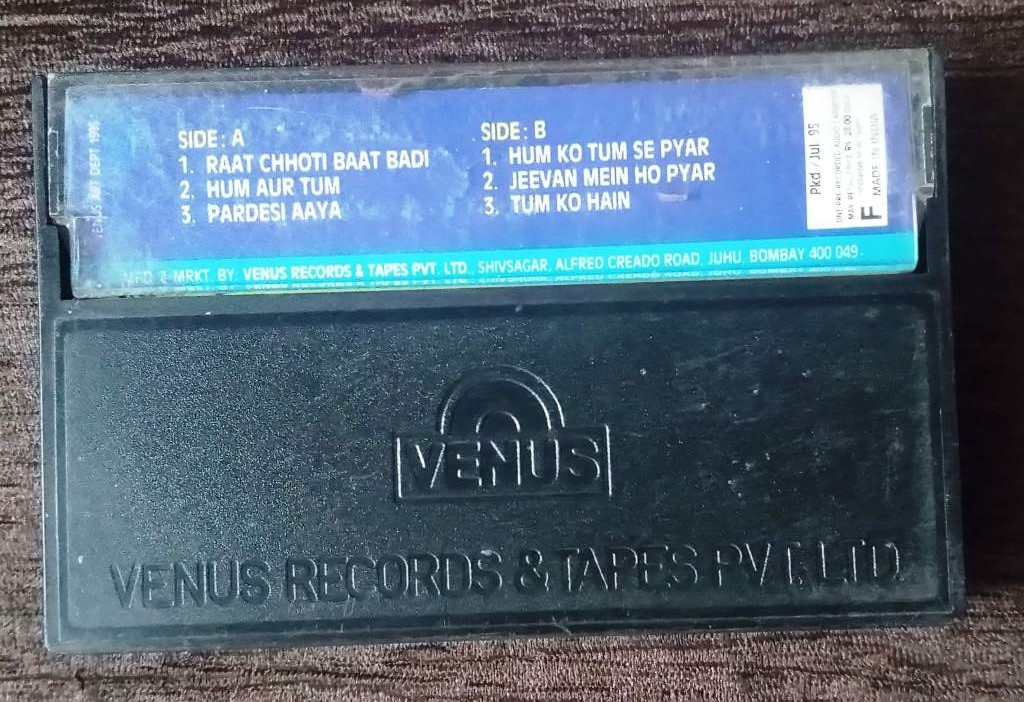 SIDE : A
1. RAAT CHHOTI BAAT BADI
2. HUM AUR TUM
3. PARDESI AAYA
SIDE : B
1. HUM KO TUM SE PYAR
2. JEEVAN MEIN HO PYAR
3. TUM KO HAIN
Pkd / Jul 95
F MADE IN INDIA
MFD. & MRKT. BY. VENUS RECORDS & TAPES PVT. LTD., SHIVSAGAR, ALFRED CREADO ROAD, JUHU, BOMBAY 400 049.
VENUS
VENUS RECORDS & TAPES PVT. LTD.